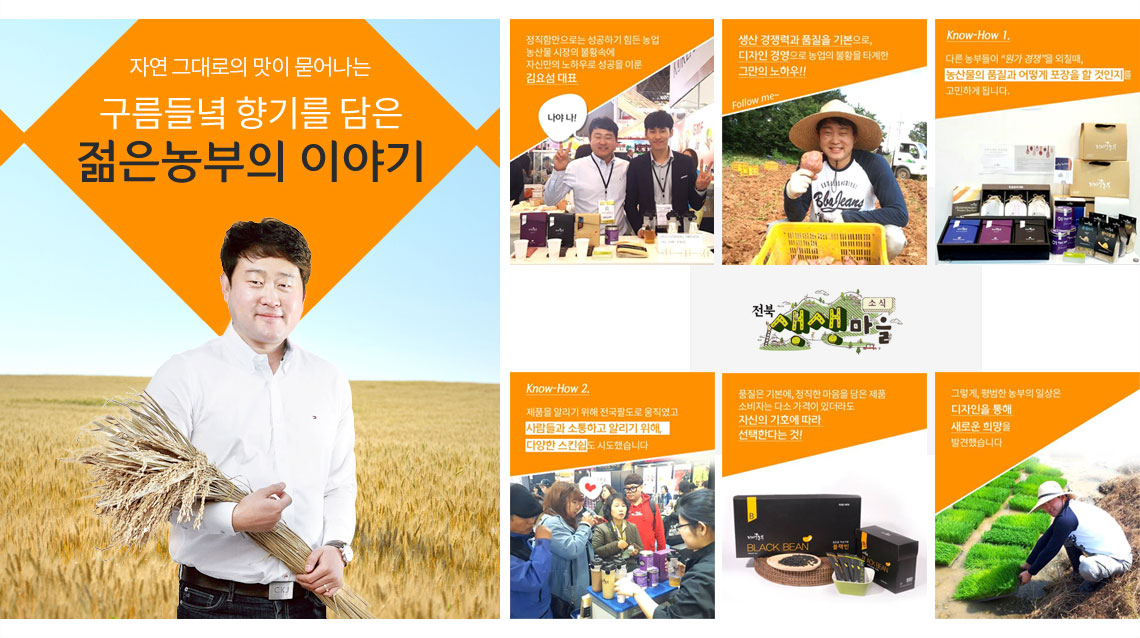 자연 그대로의 맛이 묻어나는
구름들녘 향기를 담은
젊은농부의 이야기
정직함만으로는 성공하기 힘든 농업
농산물 시장의 불황속에
자신만의 노하우로 성공을 이룬
김요섭 대표
나야 나!
생산 경쟁력과 품질을 기본으로,
디자인 경영으로 농업의 불황을 타계한
그만의 노하우!!
Follow me~
Know-How 1.
다른 농부들이 "원가 경쟁"을 외칠때,
농산물의 품질과 어떻게 포장을 할 것인지를
고민하게 됩니다.
전북 생생마을 소식
Know-How 2.
제품을 알리기 위해 전국팔도로 움직였고
사람들과 소통하고 알리기 위해,
다양한 스킨쉽도 시도했습니다
품질은 기본에, 정직한 마음을 담은 제품
소비자는 다소 가격이 있더라도
자신의 기호에 따라
선택한다는 것!
B
BLACK BEAN
블랙빈
BLACK BEAN
그렇게, 평범한 농부의 일상은
디자인을 통해
새로운 희망을
발견했습니다